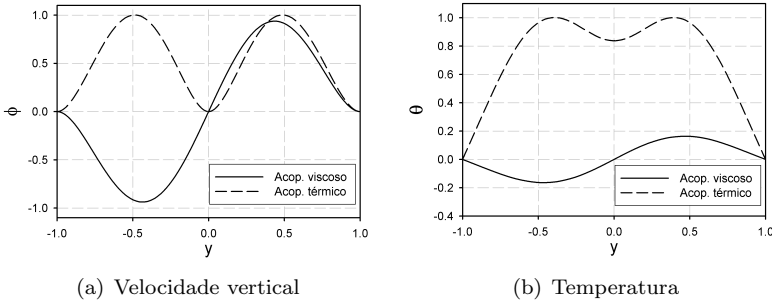 1.0
0.5
0.0
-0.5
-1.0
ϕ
-1.0
-0.5
0.0
0.5
1.0
y
Acop. viscoso
Acop. térmico
(a) Velocidade vertical
1.0
0.8
0.6
0.4
0.2
0.0
-0.2
-0.4
θ
-1.0
-0.5
0.0
0.5
1.0
y
Acop. viscoso
Acop. térmico
(b) Temperatura